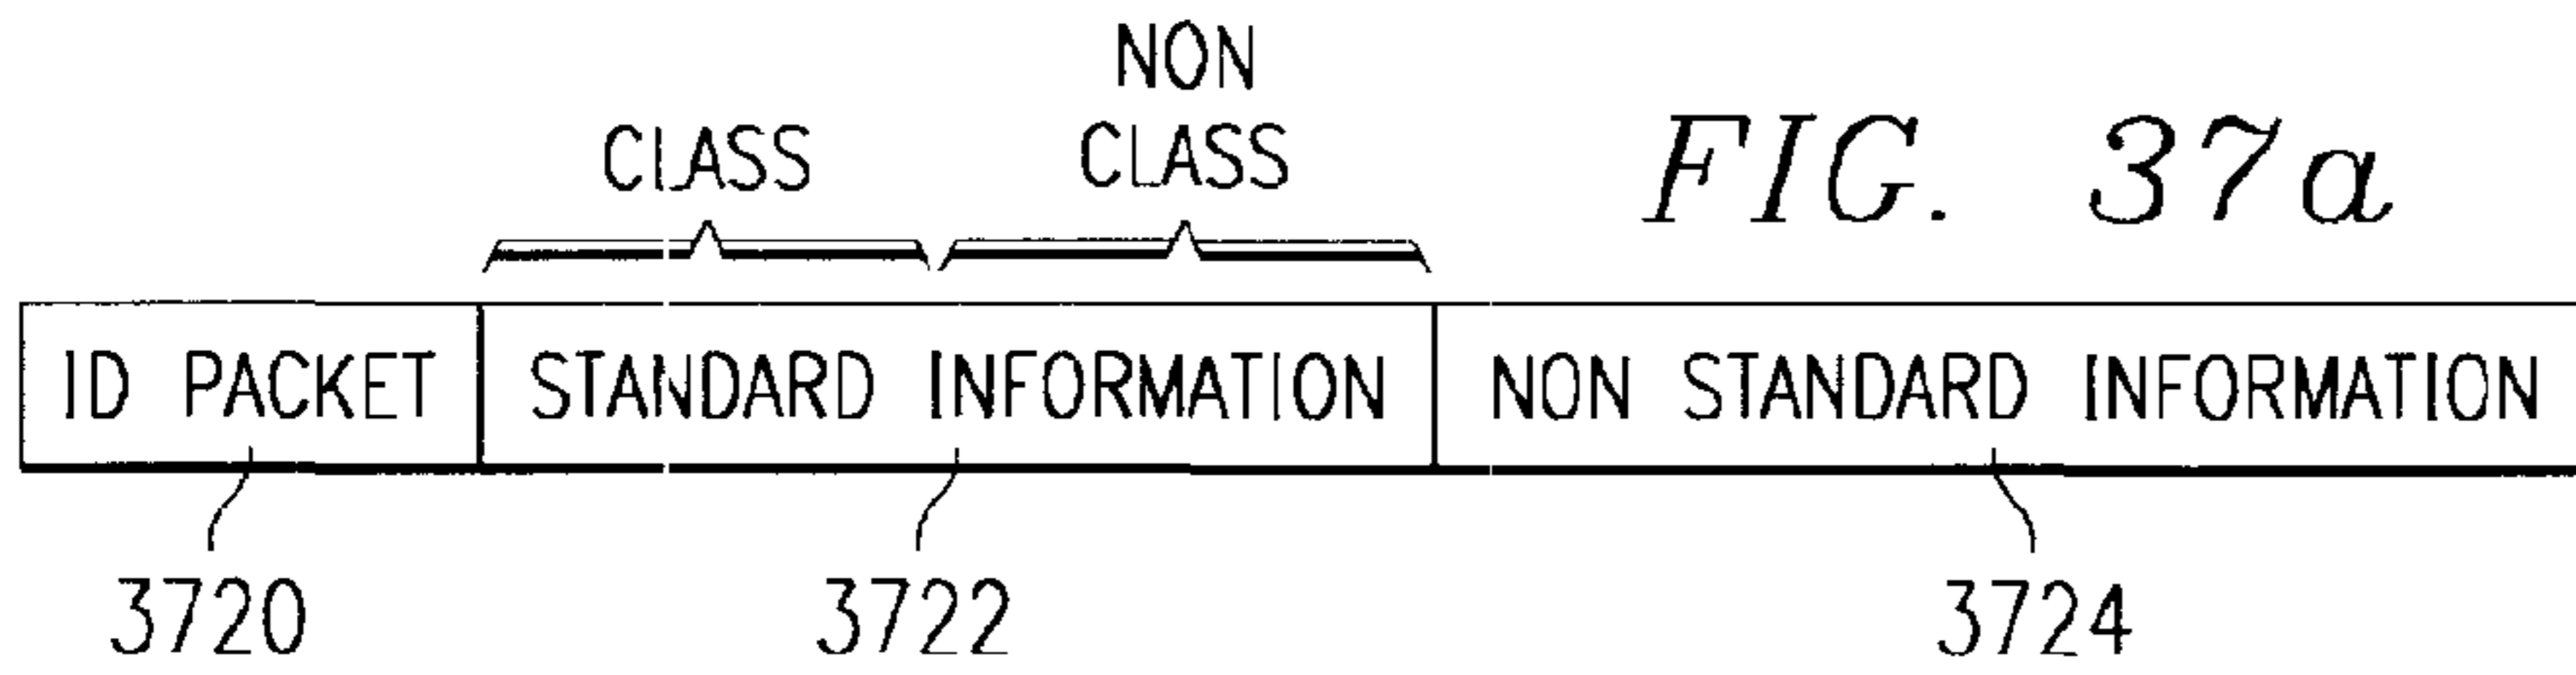 NON
CLASS
CLASS
FIG. 37a
ID PACKET
STANDARD INFORMATION
NON STANDARD INFORMATION
3720
3722
3724